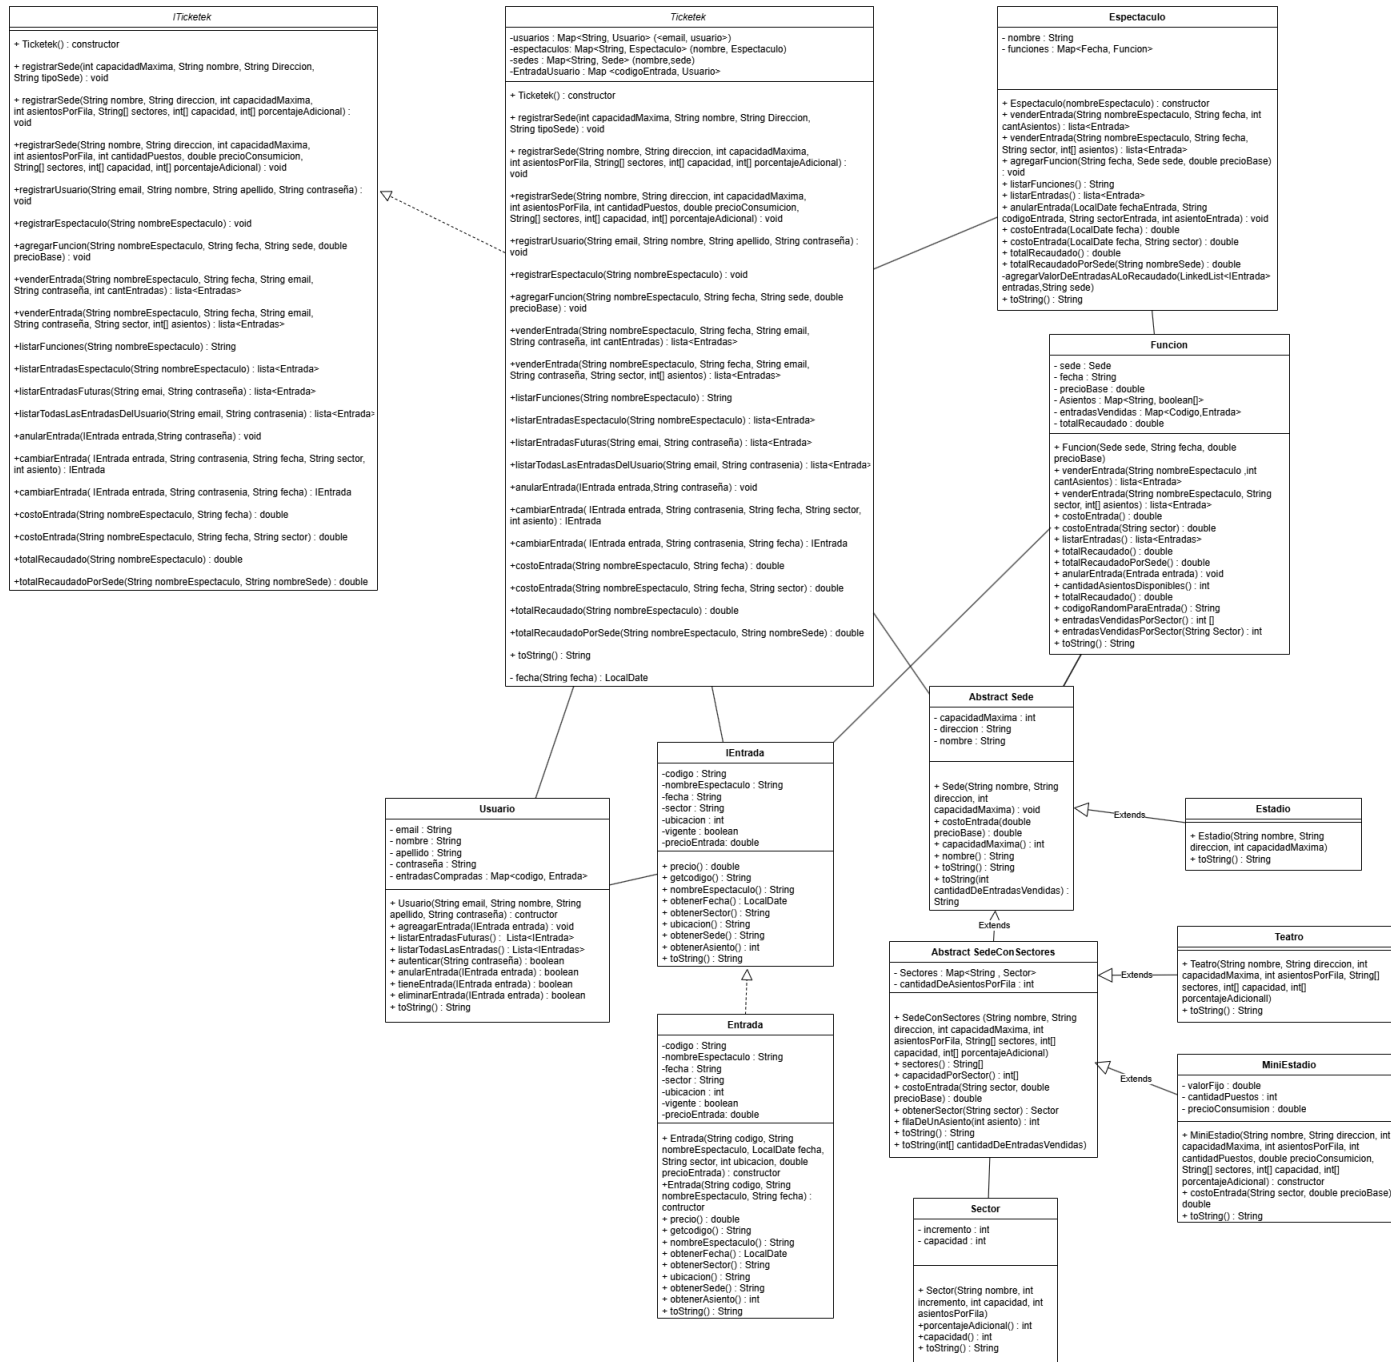 ITicketek
+ Ticketek() : constructor
+ registrarSede(int capacidadMaxima, String nombre, String Direccion,
String tipoSede) : void
+ registrarSede(String nombre, String direccion, int capacidadMaxima,
int asientosPorFila, String[] sectores, int[] capacidad, int[] porcentajeAdicional) :
void
+registrarSede(String nombre, String direccion, int capacidadMaxima,
int asientosPorFila, int cantidadPuestos, double precioConsumicion,
String[] sectores, int[] capacidad, int[] porcentajeAdicional) : void
+registrarUsuario(String email, String nombre, String apellido, String contraseña) :
void
+registrarEspectaculo(String nombreEspectaculo) : void
+agregarFuncion(String nombreEspectaculo, String fecha, String sede, double
precioBase) : void
+venderEntrada(String nombreEspectaculo, String fecha, String email,
String contraseña, int cantEntradas) : lista<Entradas>
+venderEntrada(String nombreEspectaculo, String fecha, String email,
String contraseña, String sector, int[] asientos) : lista<Entradas>
+listarFunciones(String nombreEspectaculo) : String
+listarEntradasEspectaculo(String nombreEspectaculo) : lista<Entrada>
+listarEntradasFuturas(String emai, String contraseña) : lista<Entrada>
+listarTodasLasEntradasDelUsuario(String email, String contrasenia) : lista<Entrada>
+anularEntrada(IEntrada entrada,String contraseña) : void
+cambiarEntrada( IEntrada entrada, String contrasenia, String fecha, String sector,
int asiento) : IEntrada
+cambiarEntrada( IEntrada entrada, String contrasenia, String fecha) : IEntrada
+costoEntrada(String nombreEspectaculo, String fecha) : double
+costoEntrada(String nombreEspectaculo, String fecha, String sector) : double
+totalRecaudado(String nombreEspectaculo) : double
+totalRecaudadoPorSede(String nombreEspectaculo, String nombreSede) : double
Ticketek
-usuarios : Map<String, Usuario> (<email, usuario>)
-espectaculos: Map<String, Espectaculo> (nombre, Espectaculo)
-sedes : Map<String, Sede> (nombre,sede)
-EntradaUsuario : Map <codigoEntrada, Usuario>
+ Ticketek() : constructor
+ registrarSede(int capacidadMaxima, String nombre, String Direccion,
String tipoSede) : void
+ registrarSede(String nombre, String direccion, int capacidadMaxima,
int asientosPorFila, String[] sectores, int[] capacidad, int[] porcentajeAdicional) :
void
+registrarSede(String nombre, String direccion, int capacidadMaxima,
int asientosPorFila, int cantidadPuestos, double precioConsumicion,
String[] sectores, int[] capacidad, int[] porcentajeAdicional) : void
+registrarUsuario(String email, String nombre, String apellido, String contraseña) :
void
+registrarEspectaculo(String nombreEspectaculo) : void
+agregarFuncion(String nombreEspectaculo, String fecha, String sede, double
precioBase) : void
+venderEntrada(String nombreEspectaculo, String fecha, String email,
String contraseña, int cantEntradas) : lista<Entradas>
+venderEntrada(String nombreEspectaculo, String fecha, String email,
String contraseña, String sector, int[] asientos) : lista<Entradas>
+listarFunciones(String nombreEspectaculo) : String
+listarEntradasEspectaculo(String nombreEspectaculo) : lista<Entrada>
+listarEntradasFuturas(String emai, String contraseña) : lista<Entrada>
+listarTodasLasEntradasDelUsuario(String email, String contrasenia) : lista<Entrada>
+anularEntrada(IEntrada entrada,String contraseña) : void
+cambiarEntrada( IEntrada entrada, String contrasenia, String fecha, String sector,
int asiento) : IEntrada
+cambiarEntrada( IEntrada entrada, String contrasenia, String fecha) : IEntrada
+costoEntrada(String nombreEspectaculo, String fecha) : double
+costoEntrada(String nombreEspectaculo, String fecha, String sector) : double
+totalRecaudado(String nombreEspectaculo) : double
+totalRecaudadoPorSede(String nombreEspectaculo, String nombreSede) : double
+ toString() : String
- fecha(String fecha) : LocalDate
Espectaculo
- nombre : String
- funciones : Map<Fecha, Funcion>
+ Espectaculo(nombreEspectaculo) : constructor
+ venderEntrada(String nombreEspectaculo, String fecha, int
cantAsientos) : lista<Entrada>
+ venderEntrada(String nombreEspectaculo, String fecha,
String sector, int[] asientos) : lista<Entrada>
+ agregarFuncion(String fecha, Sede sede, double precioBase)
: void
+ listarFunciones() : String
+ listarEntradas() : lista<Entrada>
+ anularEntrada(LocalDate fechaEntrada, String
codigoEntrada, String sectorEntrada, int asientoEntrada) : void
+ costoEntrada(LocalDate fecha) : double
+ costoEntrada(LocalDate fecha, String sector) : double
+ totalRecaudado() : double
+ totalRecaudadoPorSede(String nombreSede) : double
-agregarValorDeEntradasALoRecaudado(LinkedList<IEntrada>
entradas,String sede)
+ toString() : String
Funcion
- sede : Sede
- fecha : String
- precioBase : double
- Asientos : Map<String, boolean[]>
- entradasVendidas : Map<Codigo,Entrada>
- totalRecaudado : double
+ Funcion(Sede sede, String fecha, double
precioBase)
+ venderEntrada(String nombreEspectaculo ,int
cantAsientos) : lista<Entrada>
+ venderEntrada(String nombreEspectaculo, String
sector, int[] asientos) : lista<Entrada>
+ costoEntrada() : double
+ costoEntrada(String sector) : double
+ listarEntradas() : lista<Entradas>
+ totalRecaudado() : double
+ totalRecaudadoPorSede() : double
+ anularEntrada(Entrada entrada) : void
+ cantidadAsientosDisponibles() : int
+ totalRecaudado() : double
+ codigoRandomParaEntrada() : String
+ entradasVendidasPorSector() : int []
+ entradasVendidasPorSector(String Sector) : int
+ toString() : String
Abstract Sede
- capacidadMaxima : int
- direccion : String
- nombre : String
+ Sede(String nombre, String
direccion, int
capacidadMaxima) : void
+ costoEntrada(double
precioBase) : double
+ capacidadMaxima() : int
+ nombre() : String
+ toString() : String
+ toString(int
cantidadDeEntradasVendidas) :
String
IEntrada
-codigo : String
-nombreEspectaculo : String
-fecha : String
-sector : String
-ubicacion : int
-vigente : boolean
-precioEntrada: double
+ precio() : double
+ getcodigo() : String
+ nombreEspectaculo() : String
+ obtenerFecha() : LocalDate
+ obtenerSector() : String
+ ubicacion() : String
+ obtenerSede() : String
+ obtenerAsiento() : int
+ toString() : String
Usuario
- email : String
- nombre : String
- apellido : String
- contraseña : String
- entradasCompradas : Map<codigo, Entrada>
+ Usuario(String email, String nombre, String
apellido, String contraseña) : contructor
+ agreagarEntrada(IEntrada entrada) : void
+ listarEntradasFuturas() :  Lista<IEntrada>
+ listarTodasLasEntradas() : Lista<IEntradas>
+ autenticar(String contraseña) : boolean
+ anularEntrada(IEntrada entrada) : boolean
+ tieneEntrada(IEntrada entrada) : boolean
+ eliminarEntrada(IEntrada entrada) : boolean
+ toString() : String
Extends
Estadio
+ Estadio(String nombre, String
direccion, int capacidadMaxima)
+ toString() : String
Extends
Abstract SedeConSectores
- Sectores : Map<String , Sector>
- cantidadDeAsientosPorFila : int
+ SedeConSectores (String nombre, String
direccion, int capacidadMaxima, int
asientosPorFila, String[] sectores, int[]
capacidad, int[] porcentajeAdicional)
+ sectores() : String[]
+ capacidadPorSector() : int[]
+ costoEntrada(String sector, double
precioBase) : double
+ obtenerSector(String sector) : Sector
+ filaDeUnAsiento(int asiento) : int
+ toString() : String
+ toString(int[] cantidadDeEntradasVendidas)
Extends
Teatro
+ Teatro(String nombre, String direccion, int
capacidadMaxima, int asientosPorFila, String[]
sectores, int[] capacidad, int[]
porcentajeAdicionall)
+ toString() : String
Extends
MiniEstadio
- valorFijo : double
- cantidadPuestos : int
- precioConsumision : double
+ MiniEstadio(String nombre, String direccion, int
capacidadMaxima, int asientosPorFila, int
cantidadPuestos, double precioConsumicion,
String[] sectores, int[] capacidad, int[]
porcentajeAdicional) : constructor
+ costoEntrada(String sector, double precioBase) :
double
+ toString() : String
Entrada
-codigo : String
-nombreEspectaculo : String
-fecha : String
-sector : String
-ubicacion : int
-vigente : boolean
-precioEntrada: double
+ Entrada(String codigo, String
nombreEspectaculo, LocalDate fecha,
String sector, int ubicacion, double
precioEntrada) : constructor
+Entrada(String codigo, String
nombreEspectaculo, String fecha) :
contructor
+ precio() : double
+ getcodigo() : String
+ nombreEspectaculo() : String
+ obtenerFecha() : LocalDate
+ obtenerSector() : String
+ ubicacion() : String
+ obtenerSede() : String
+ obtenerAsiento() : int
+ toString() : String
Sector
- incremento : int
- capacidad : int
+ Sector(String nombre, int
incremento, int capacidad, int
asientosPorFila)
+porcentajeAdicional() : int
+capacidad() : int
+ toString() : String